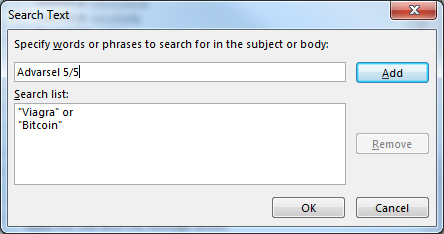 Search Text
Specify words or phrases to search for in the subject or body:
Advarsel 5/5
Add
Search list:
"Viagra" or
"Bitcoin"
Remove
OK
Cancel